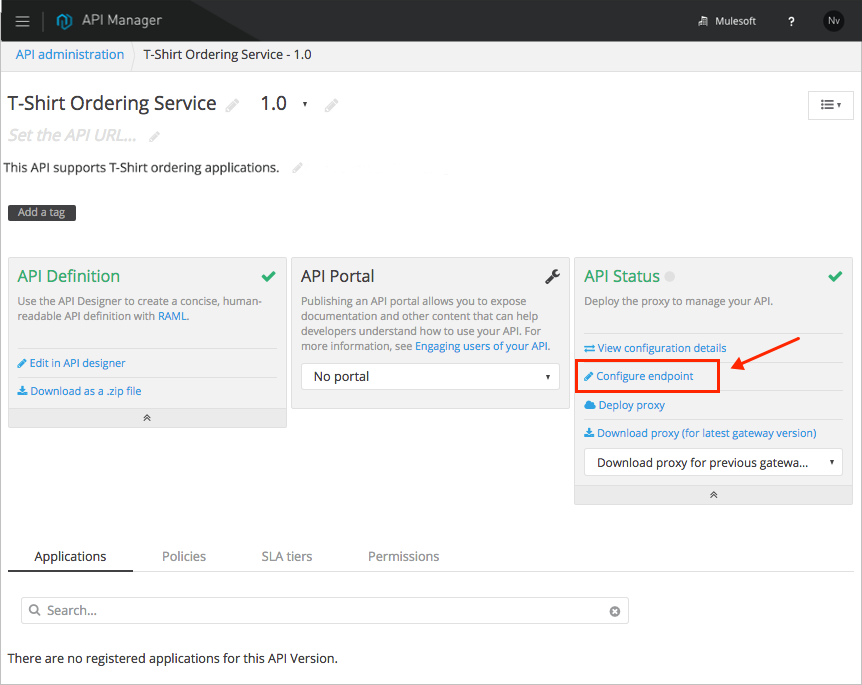 API Manager
Mulesoft
?
Nv
API administration
T-Shirt Ordering Service - 1.0
T-Shirt Ordering Service
1.0
Set the API URL...
This API supports T-Shirt ordering applications.
Add a tag
API Definition
Use the API Designer to create a concise, human-
readable API definition with RAML.
Edit in API designer
Download as a .zip file
API Portal
Publishing an API portal allows you to expose
documentation and other content that can help
developers understand how to use your API. For
more information, see Engaging users of your API.
No portal
API Status
Deploy the proxy to manage your API.
View configuration details
Configure endpoint
Deploy proxy
Download proxy (for latest gateway version)
Download proxy for previous gatewa...
Applications
Policies
SLA tiers
Permissions
Search...
There are no registered applications for this API Version.